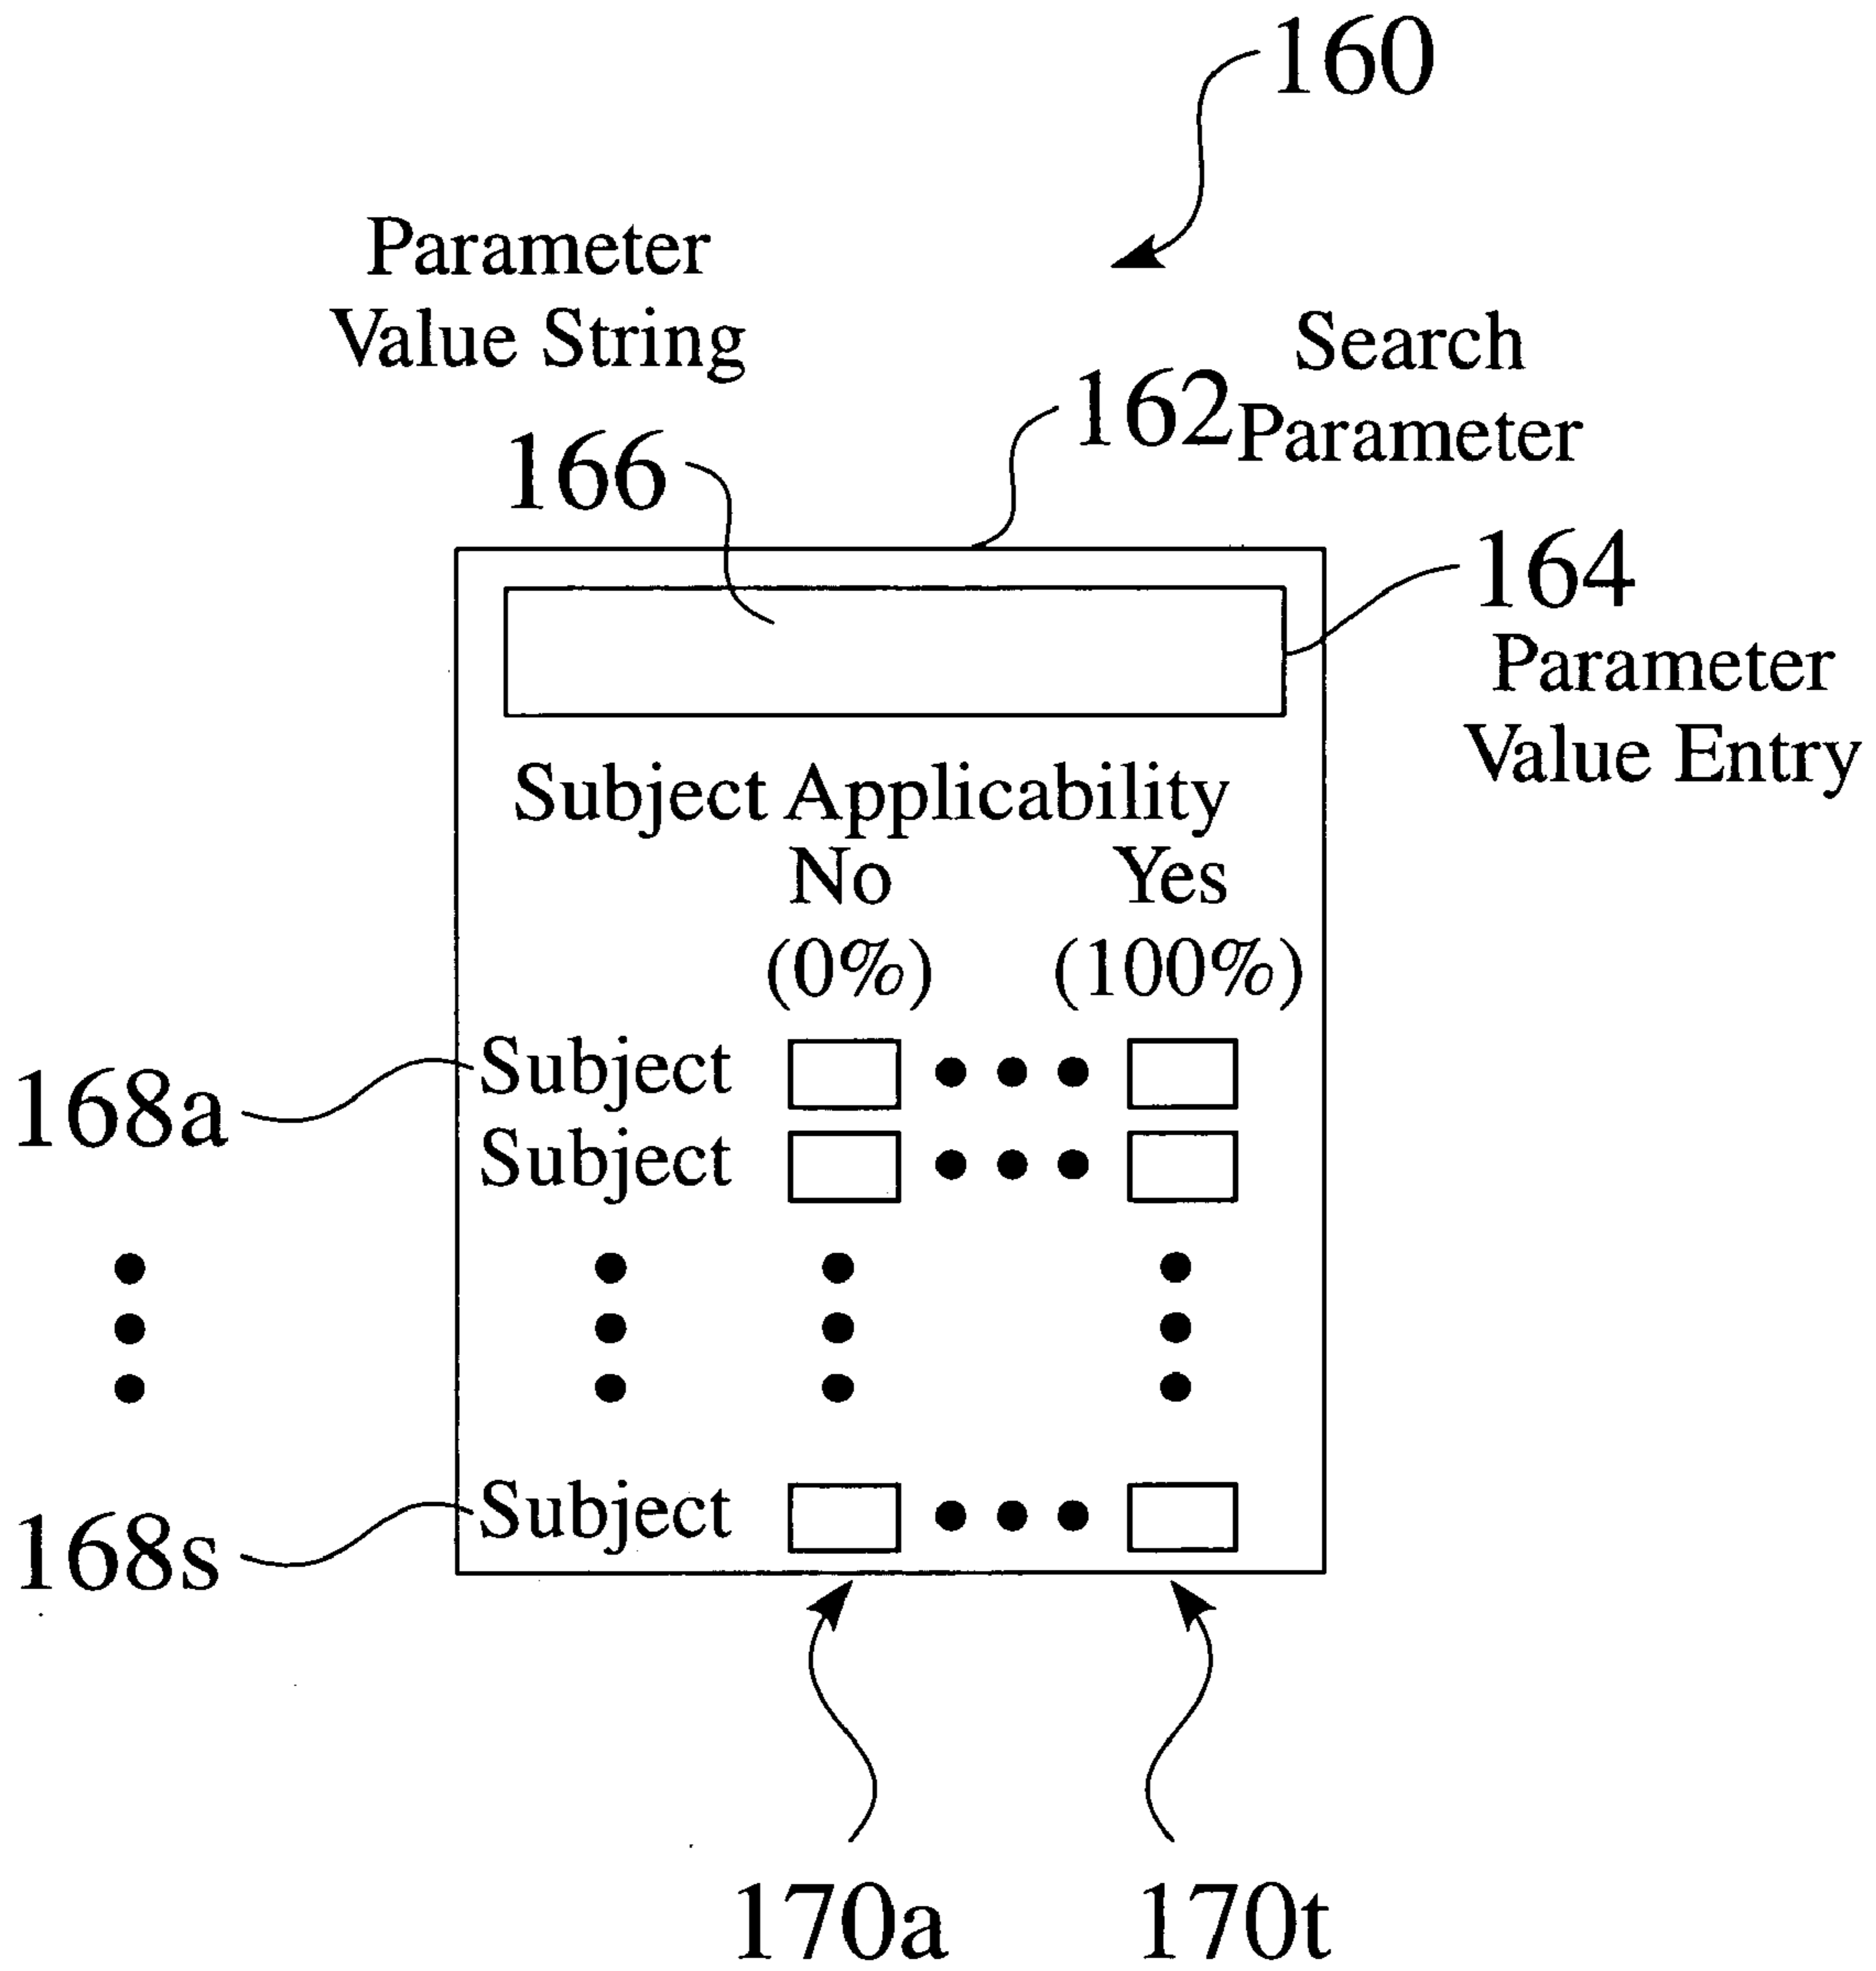 160
Parameter
Value String
Search
162
Parameter
166
164
Parameter
Value Entry
Subject Applicability
No Yes
(0%) (100%)
168a
Subject
Subject
168s
Subject
170a 170t